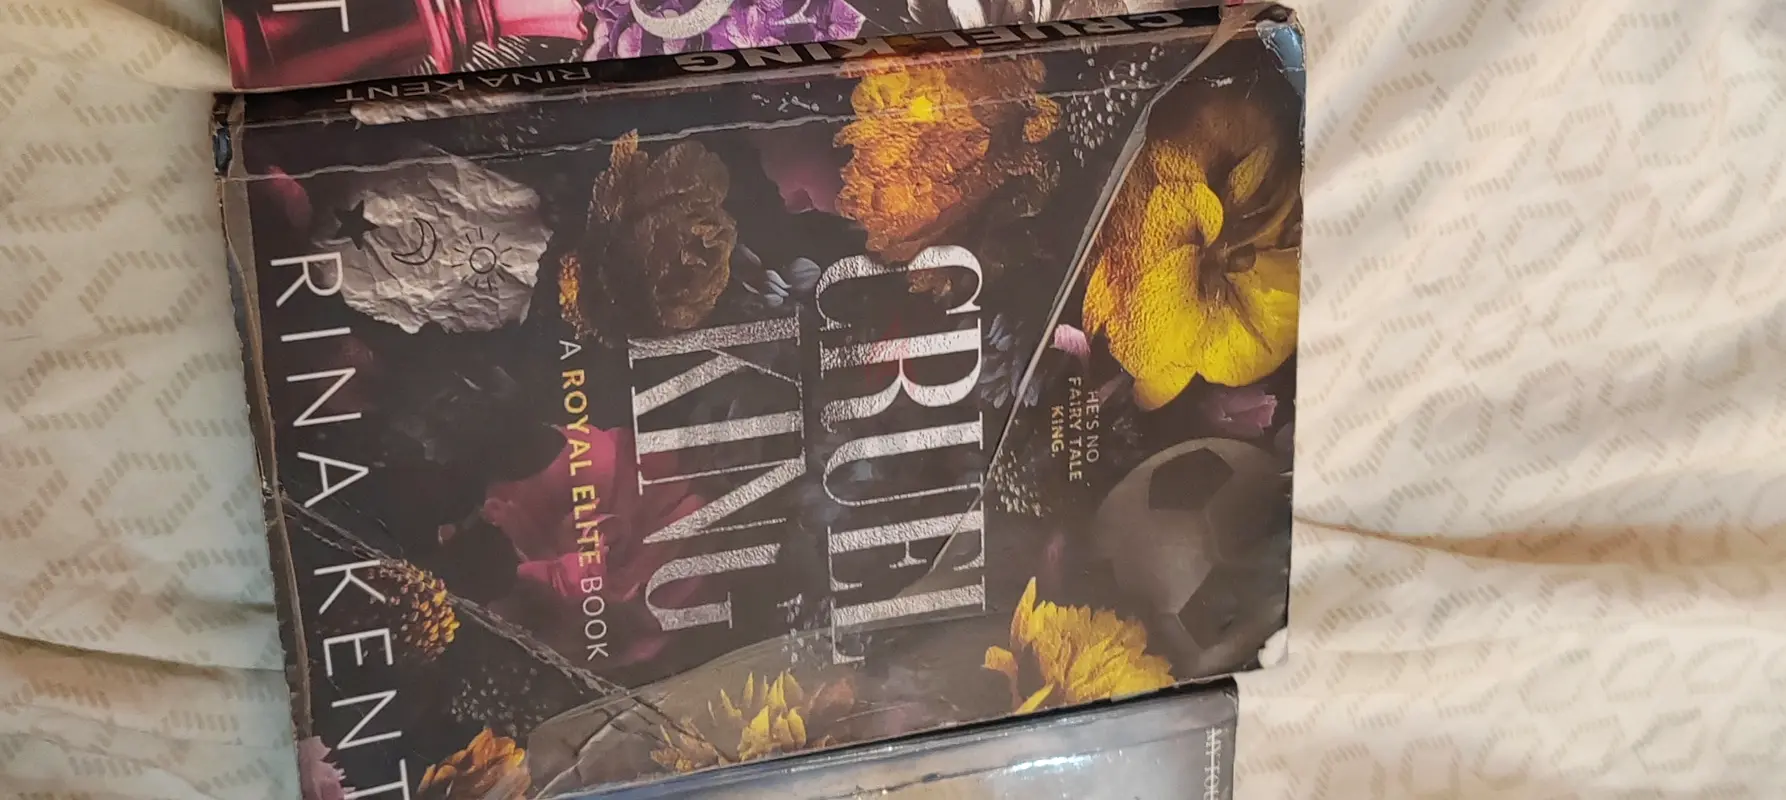 T
CRUEL KING
RINA KENT
HE'S NO
FAIRY TALE
KING.
CRUEL
KING
A ROYAL ELITE BOOK
RINA KENT